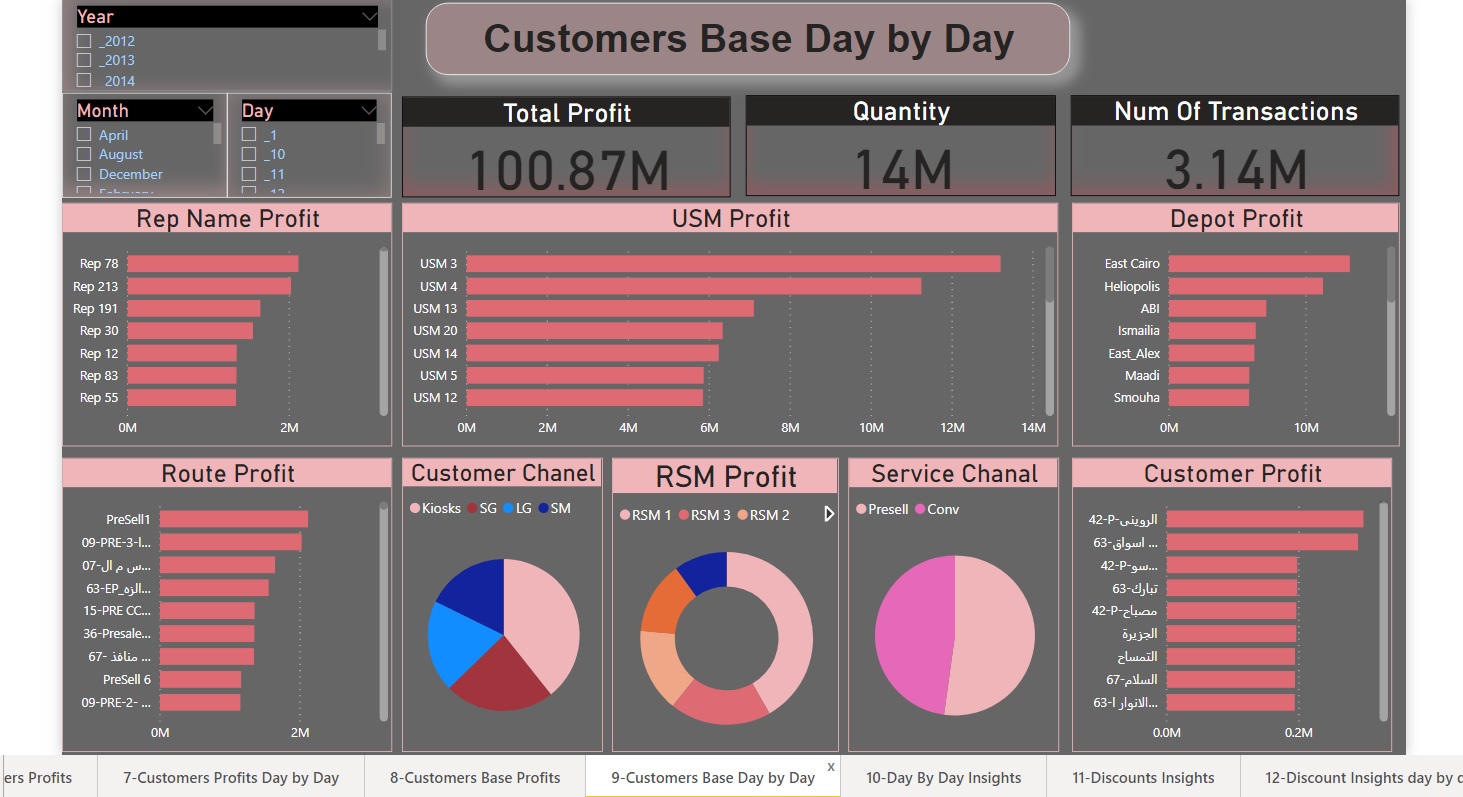 Year
_2012
_2013
2014
Customers Base Day by Day
Month
April
August
December
Day
_1
_10
_11
Total Profit
100.87M
Quantity
14M
Num Of Transactions
3.14M
Rep Name Profit
Rep 78
Rep 213
Rep 191
Rep 30
Rep 12
Rep 83
Rep 55
0M 2M
USM Profit
USM 3
USM 4
USM 13
USM 20
USM 14
USM 5
USM 12
0M 2M 4M 6M 8M 10M 12M 14M
Depot Profit
East Cairo
Heliopolis
ABI
Ismailia
East_Alex
Maadi
Smouha
0M 10M
Route Profit
PreSell1
09-PRE-3-ا...
07-س م ال...
63-EP_الزه...
15-PRE CC...
36-Presale...
67- منافذ ...
PreSell 6
09-PRE-2- ...
0M 2M
Customer Chanel
Kiosks SG LG SM
RSM Profit
RSM 1 RSM 3 RSM 2
Service Chanal
Presell Conv
Customer Profit
42-P-الروينى
63-اسواق ...
42-P-سو...
63-تبارك
42-P-مصباح
الجزيرة
التمساح
67-السلام
63-الانوار ا...
0.0M 0.2M
ers Profits
7-Customers Profits Day by Day
8-Customers Base Profits
9-Customers Base Day by Day
x
10-Day By Day Insights
11-Discounts Insights
12-Discount Insights day by d